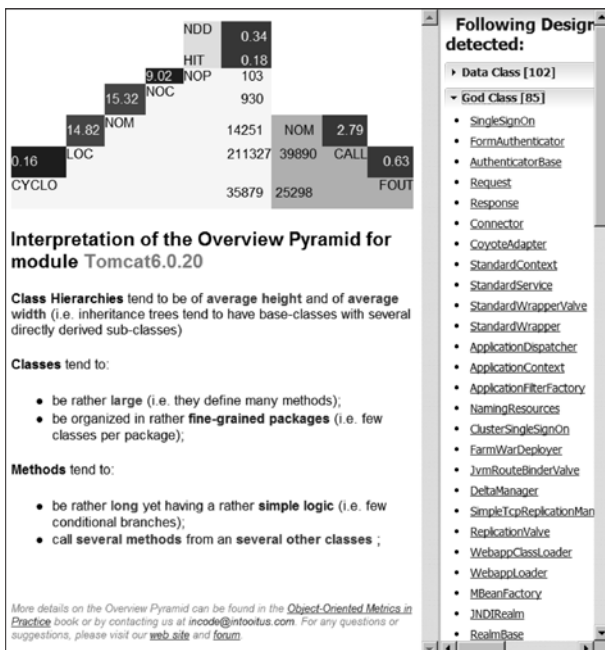 NDD 0.34
HIT 0.18
9.02 NOP 103
15.32 NOC 930
14.82 NOM 14251 NOM 2.79
0.16 LOC 211327 39890 CALL 0.63
CYCLO 35879 25298 FOUT
Interpretation of the Overview Pyramid for
module Tomcat6.0.20
Class Hierarchies tend to be of average height and of average
width (i.e. inheritance trees tend to have base-classes with several
directly derived sub-classes)
Classes tend to:
• be rather large (i.e. they define many methods);
• be organized in rather fine-grained packages (i.e. few
classes per package);
Methods tend to:
• be rather long yet having a rather simple logic (i.e. few
conditional branches);
• call several methods from an several other classes ;
More details on the Overview Pyramid can be found in the Object-Oriented Metrics in
Practice book or by contacting us at incode@intooitus.com. For any questions or
suggestions, please visit our web site and forum.
Following Design
detected:
Data Class [102]
God Class [85]
• SingleSignOn
• FormAuthenticator
• AuthenticatorBase
• Request
• Response
• Connector
• CoyoteAdapter
• StandardContext
• StandardService
• StandardWrapperValve
• StandardWrapper
• ApplicationDispatcher
• ApplicationContext
• ApplicationFilterFactory
• NamingResources
• ClusterSingleSignOn
• FarmWarDeployer
• JvmRouteBinderValve
• DeltaManager
• SimpleTcpReplicationMan
• ReplicationValve
• WebappClassLoader
• WebappLoader
• MBeanFactory
• JNDIRealm
• RealmBase